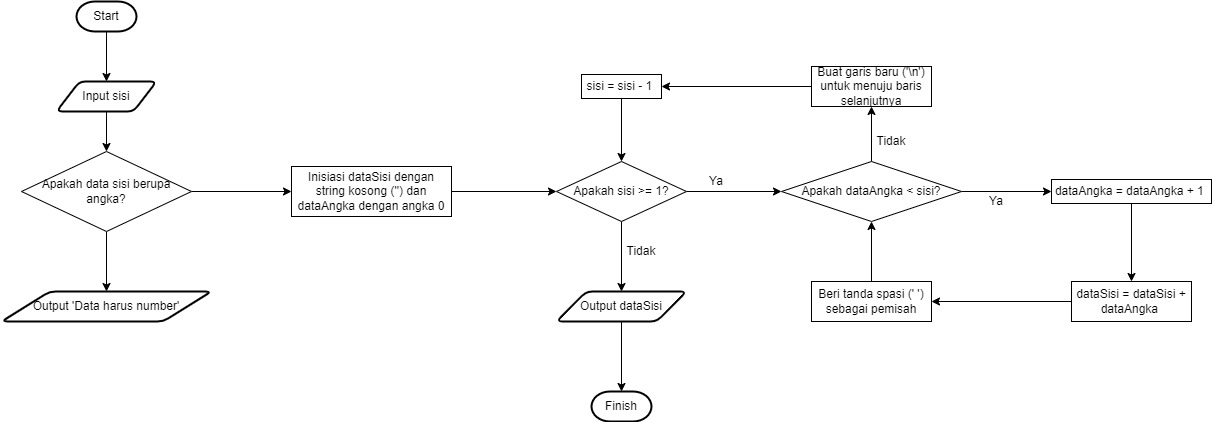 Start
Input sisi
Apakah data sisi berupa
angka?
Output 'Data harus number'
Inisiasi dataSisi dengan
string kosong ('') dan
dataAngka dengan angka 0
sisi = sisi - 1
Apakah sisi >= 1?
Ya
Tidak
Output dataSisi
Finish
Buat garis baru ('\n')
untuk menuju baris
selanjutnya
Tidak
Apakah dataAngka < sisi?
Ya
dataAngka = dataAngka + 1
dataSisi = dataSisi +
dataAngka
Beri tanda spasi (' ')
sebagai pemisah